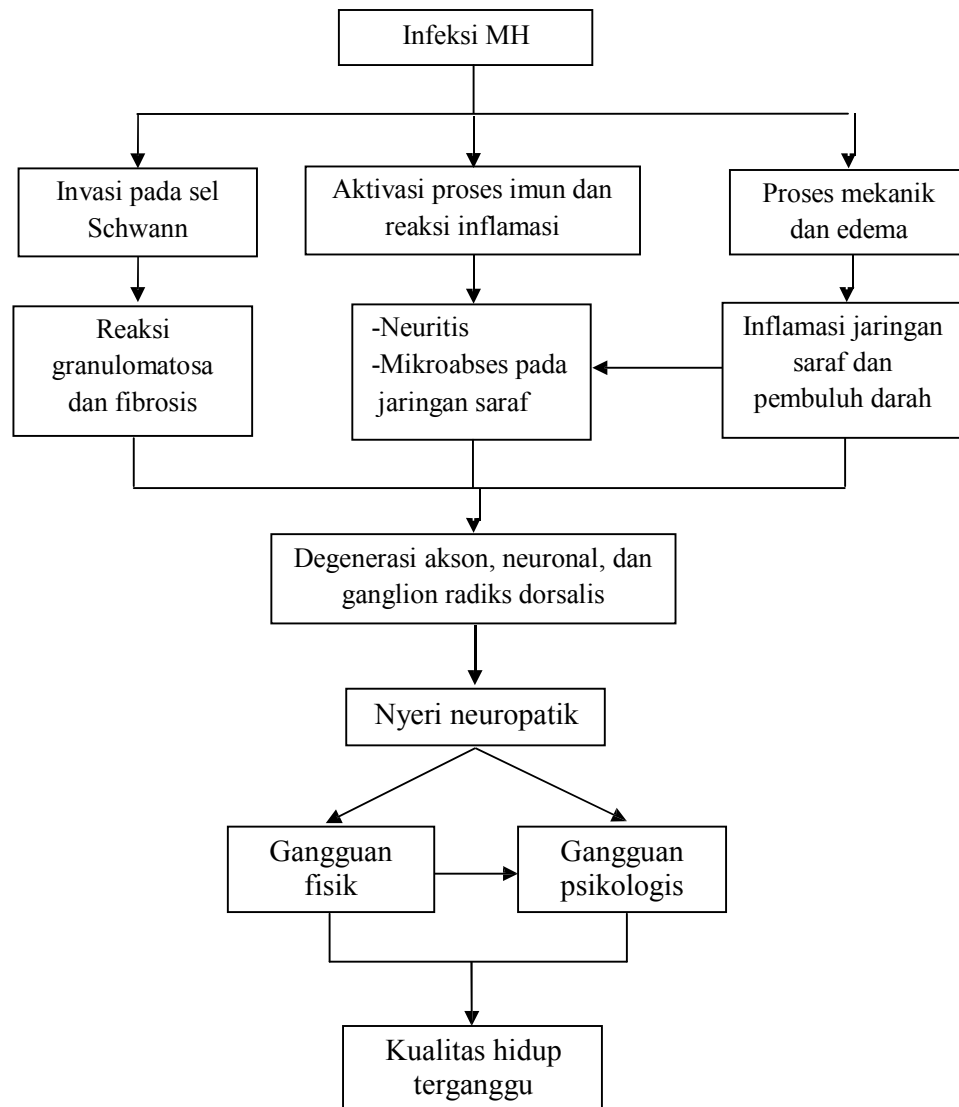 Infeksi MH
Invasi pada sel
Schwann
Aktivasi proses imun dan
reaksi inflamasi
Proses mekanik
dan edema
Reaksi
granulomatosa
dan fibrosis
-Neuritis
-Mikroabses pada
jaringan saraf
Inflamasi jaringan
saraf dan
pembuluh darah
Degenerasi akson, neuronal, dan
ganglion radiks dorsalis
Nyeri neuropatik
Gangguan
fisik
Gangguan
psikologis
Kualitas hidup
terganggu